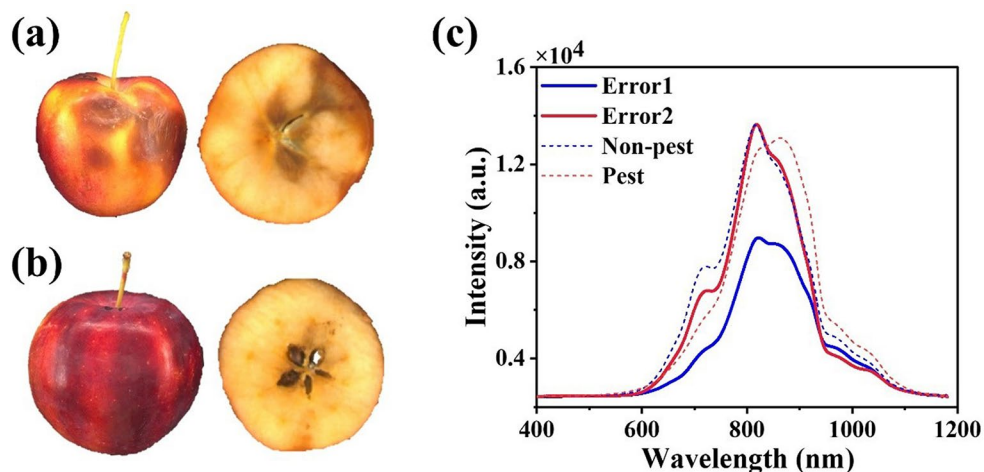 (a)
(b)
(c)
×10⁴
1.6
1.2
0.8
0.4
Intensity (a.u.)
Error1
Error2
Non-pest
Pest
400 600 800 1000 1200
Wavelength (nm)